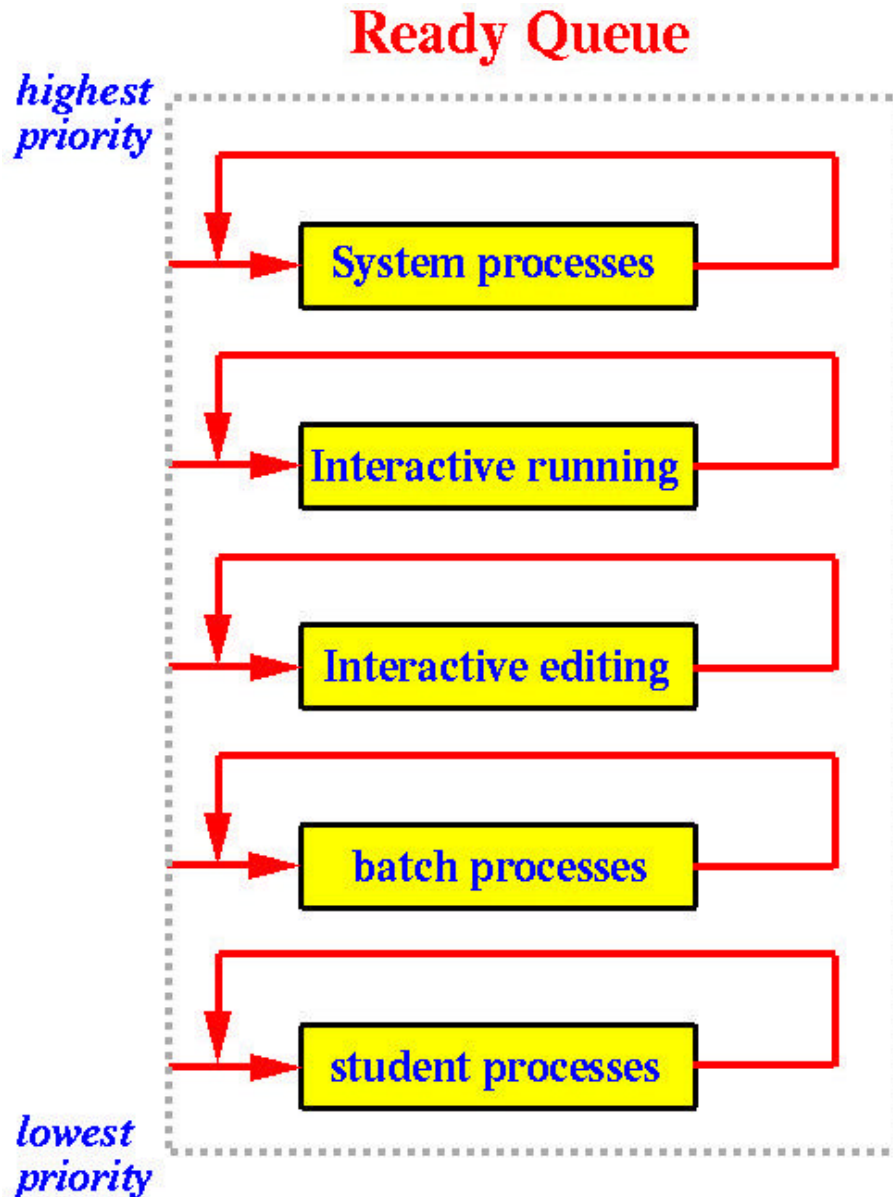 Ready Queue
highest
priority
System processes
Interactive running
Interactive editing
batch processes
student processes
lowest
priority